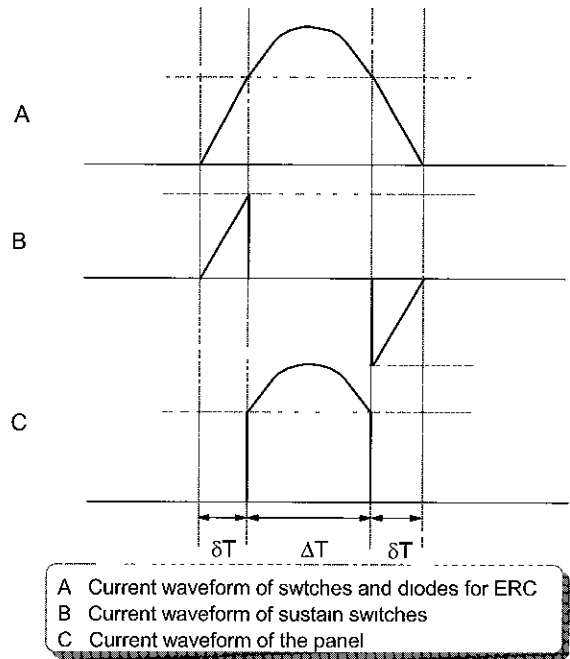 A
B
C
δT ΔT δT
A Current waveform of swtches and diodes for ERC
B Current waveform of sustain switches
C Current waveform of the panel